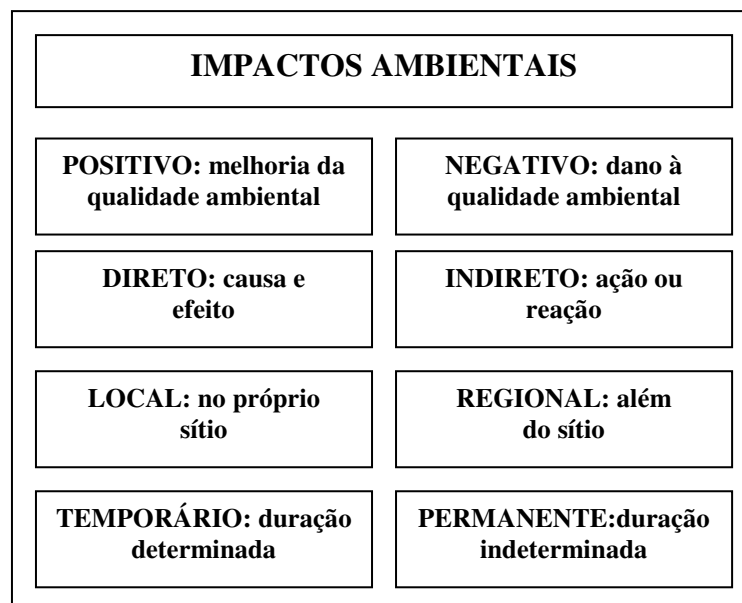 IMPACTOS AMBIENTAIS
POSITIVO: melhoria da
qualidade ambiental
NEGATIVO: dano à
qualidade ambiental
DIRETO: causa e
efeito
INDIRETO: ação ou
reação
LOCAL: no próprio
sítio
REGIONAL: além
do sítio
TEMPORÁRIO: duração
determinada
PERMANENTE:duração
indeterminada